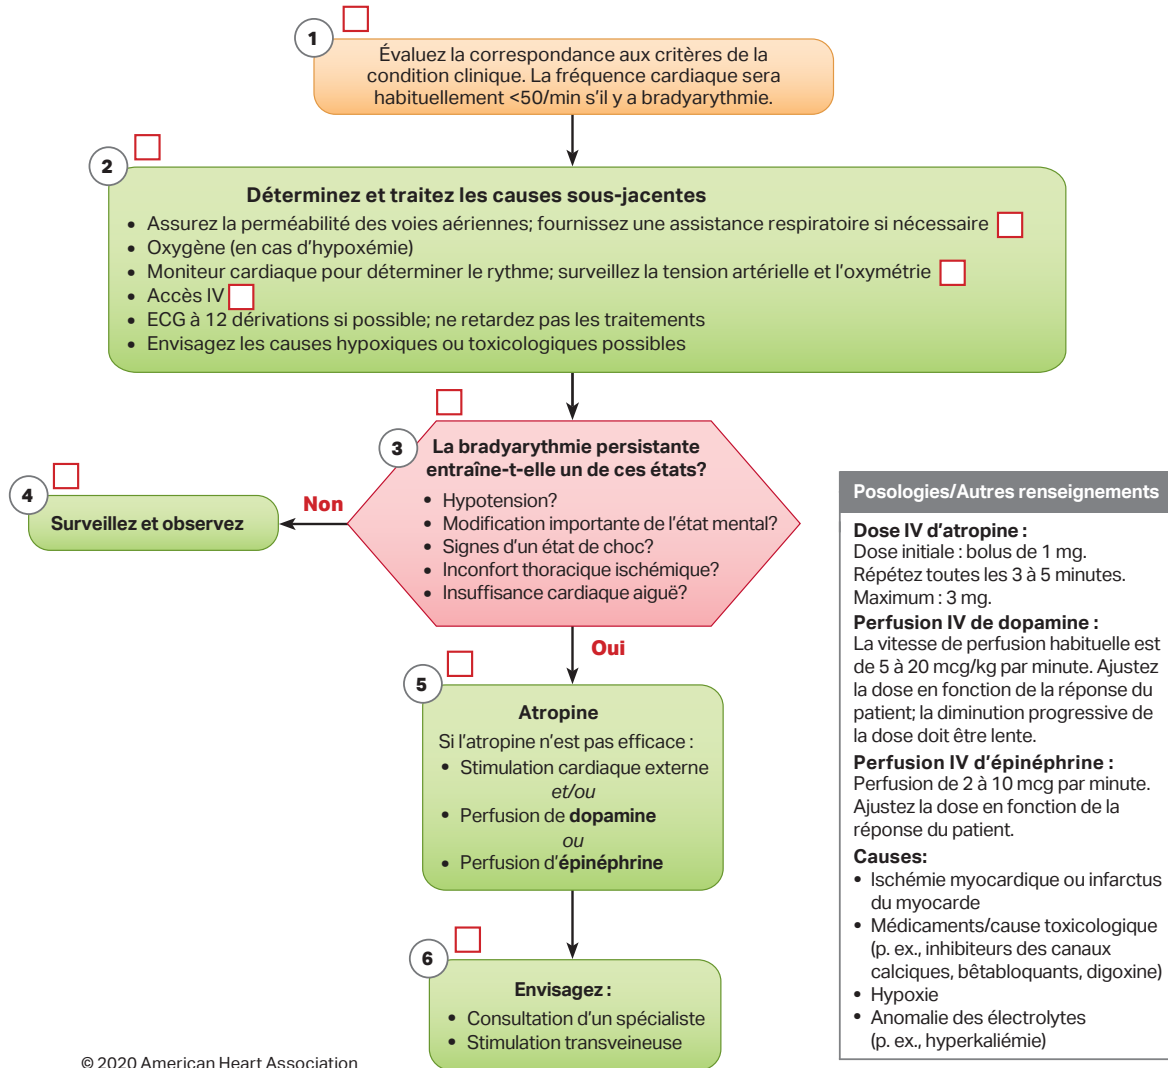 1
Évaluez la correspondance aux critères de la
condition clinique. La fréquence cardiaque sera
habituellement <50/min s’il y a bradyarythmie.
2
Déterminez et traitez les causes sous-jacentes
• Assurez la perméabilité des voies aériennes; fournissez une assistance respiratoire si nécessaire
• Oxygène (en cas d’hypoxémie)
• Moniteur cardiaque pour déterminer le rythme; surveillez la tension artérielle et l’oxymétrie
• Accès IV
• ECG à 12 dérivations si possible; ne retardez pas les traitements
• Envisagez les causes hypoxiques ou toxicologiques possibles
3
La bradyarythmie persistante
entraîne-t-elle un de ces états?
• Hypotension?
• Modification importante de l’état mental?
• Signes d’un état de choc?
• Inconfort thoracique ischémique?
• Insuffisance cardiaque aiguë?
Non
4
Surveillez et observez
Oui
5
Atropine
Si l’atropine n’est pas efficace :
• Stimulation cardiaque externe
et/ou
• Perfusion de dopamine
ou
• Perfusion d’épinéphrine
6
Envisagez :
• Consultation d’un spécialiste
• Stimulation transveineuse
Posologies/Autres renseignements
Dose IV d’atropine :
Dose initiale : bolus de 1 mg.
Répétez toutes les 3 à 5 minutes.
Maximum : 3 mg.
Perfusion IV de dopamine :
La vitesse de perfusion habituelle est
de 5 à 20 mcg/kg par minute. Ajustez
la dose en fonction de la réponse du
patient; la diminution progressive de
la dose doit être lente.
Perfusion IV d’épinéphrine :
Perfusion de 2 à 10 mcg par minute.
Ajustez la dose en fonction de la
réponse du patient.
Causes:
• Ischémie myocardique ou infarctus
du myocarde
• Médicaments/cause toxicologique
(p. ex., inhibiteurs des canaux
calciques, bêtabloquants, digoxine)
• Hypoxie
• Anomalie des électrolytes
(p. ex., hyperkaliémie)
© 2020 American Heart Association